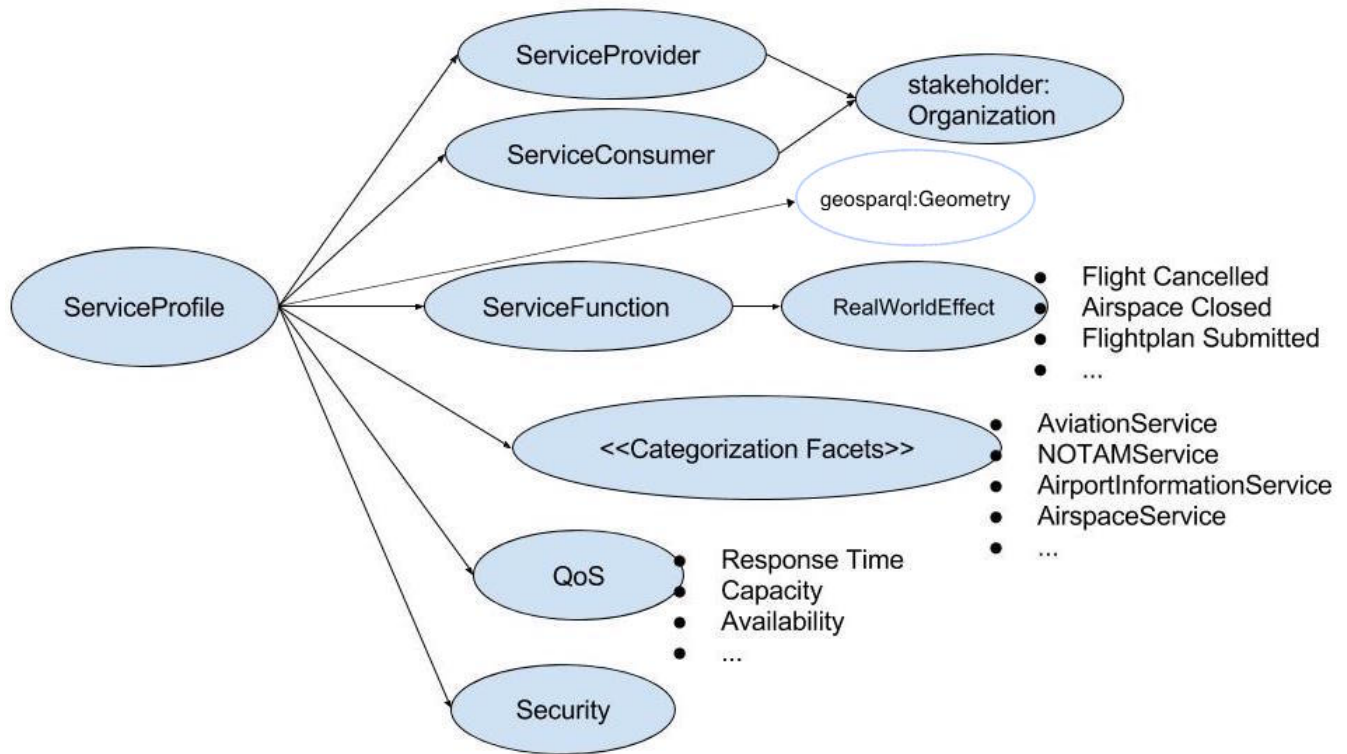 ServiceProvider
stakeholder:
Organization
ServiceConsumer
geosparql:Geometry
ServiceProfile
ServiceFunction
RealWorldEffect
● Flight Cancelled
● Airspace Closed
● Flightplan Submitted
● ...
<<Categorization Facets>>
● AviationService
● NOTAMService
● AirportInformationService
● AirspaceService
● ...
QoS
● Response Time
● Capacity
● Availability
● ...
Security